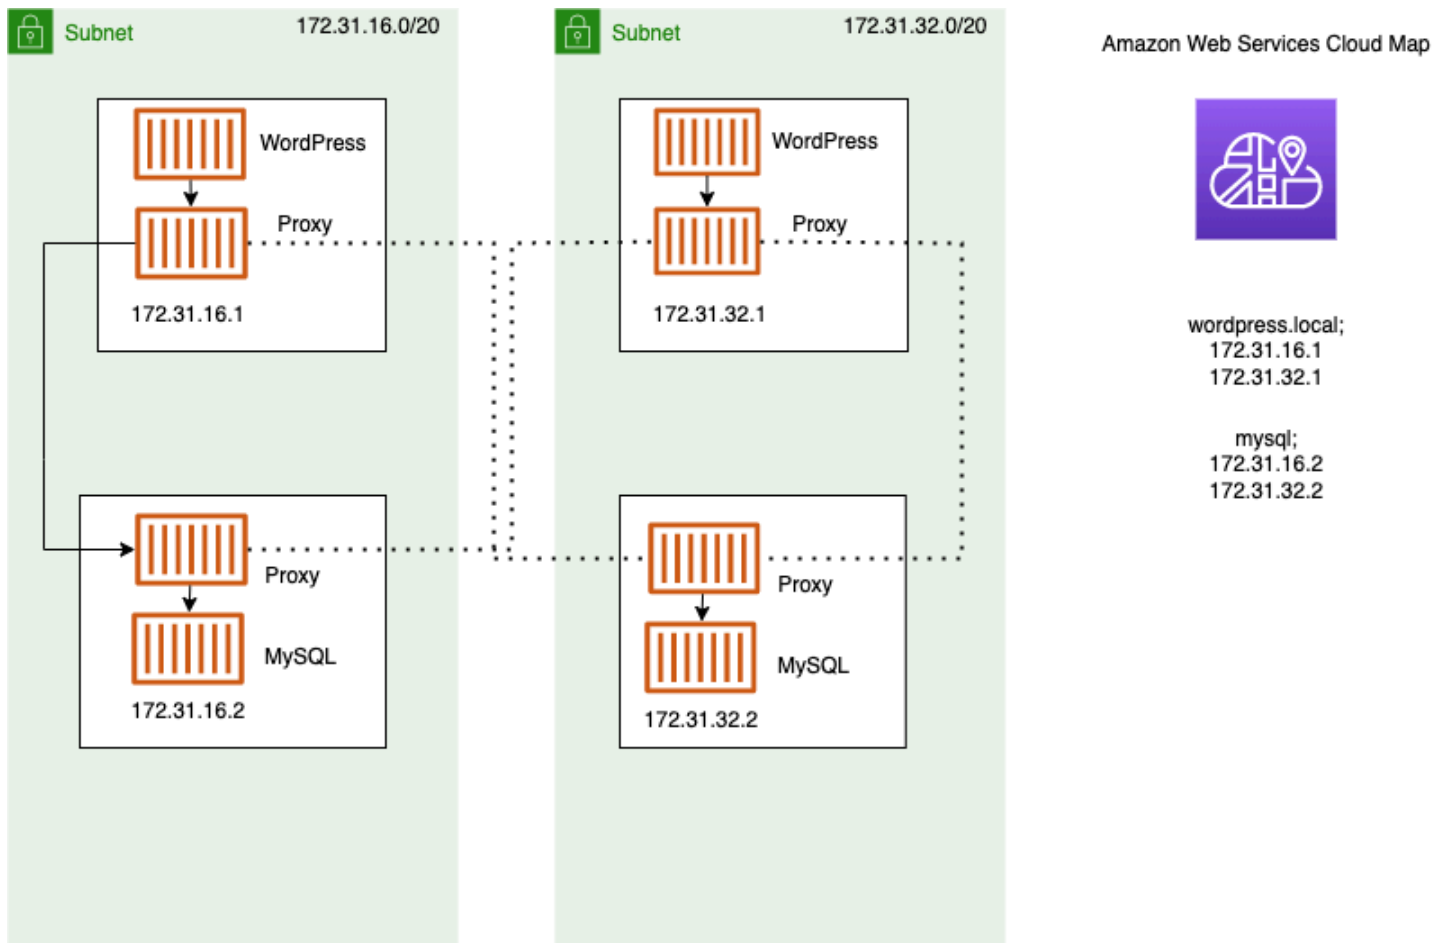 Subnet
172.31.16.0/20
WordPress
Proxy
172.31.16.1
Proxy
MySQL
172.31.16.2
Subnet
172.31.32.0/20
WordPress
Proxy
172.31.32.1
Proxy
MySQL
172.31.32.2
Amazon Web Services Cloud Map
wordpress.local;
172.31.16.1
172.31.32.1
mysql;
172.31.16.2
172.31.32.2